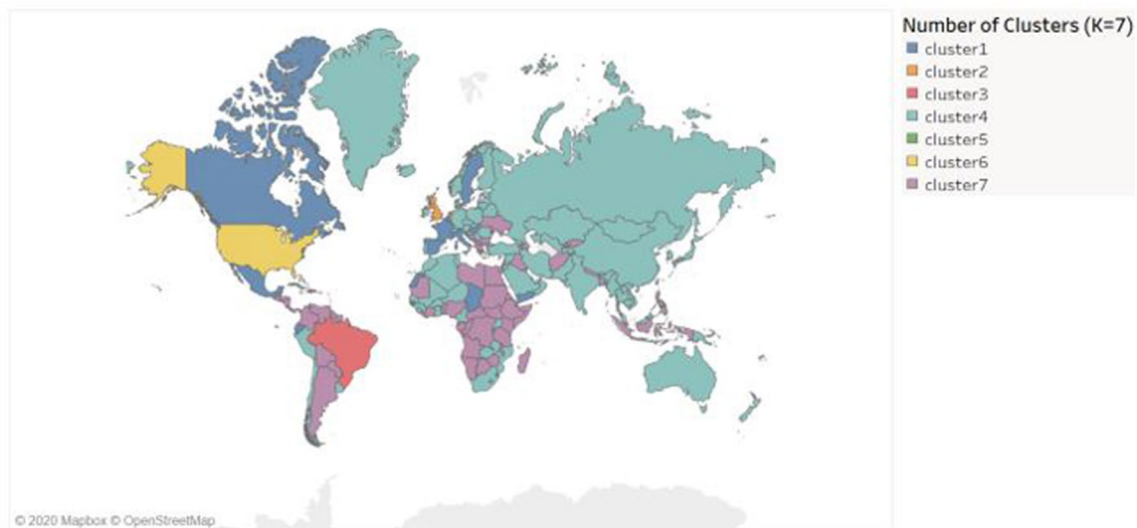 Number of Clusters (K=7)
cluster1
cluster2
cluster3
cluster4
cluster5
cluster6
cluster7
© 2020 Mapbox © OpenStreetMap